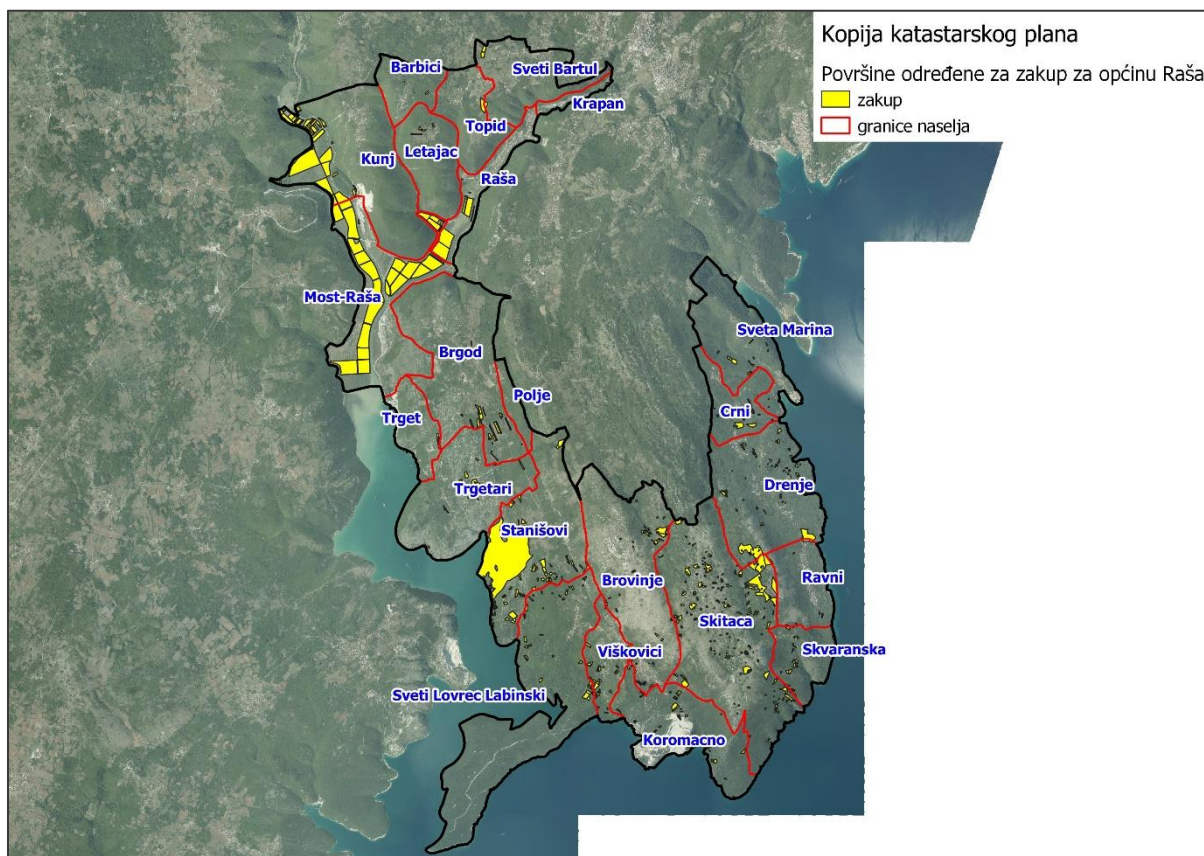 Kopija katastarskog plana
Površine određene za zakup za općinu Raša
zakup
granice naselja
Barbici
Sveti Bartul
Krapan
Topid
Kunj
Letajac
Raša
Most-Raša
Brgod
Sveta Marina
Polje
Crni
Trget
Drenje
Trgetari
Stanišovi
Brovinje
Ravni
Skitaca
Viškovici
Skvaranska
Sveti Lovrec Labinski
Koromacno